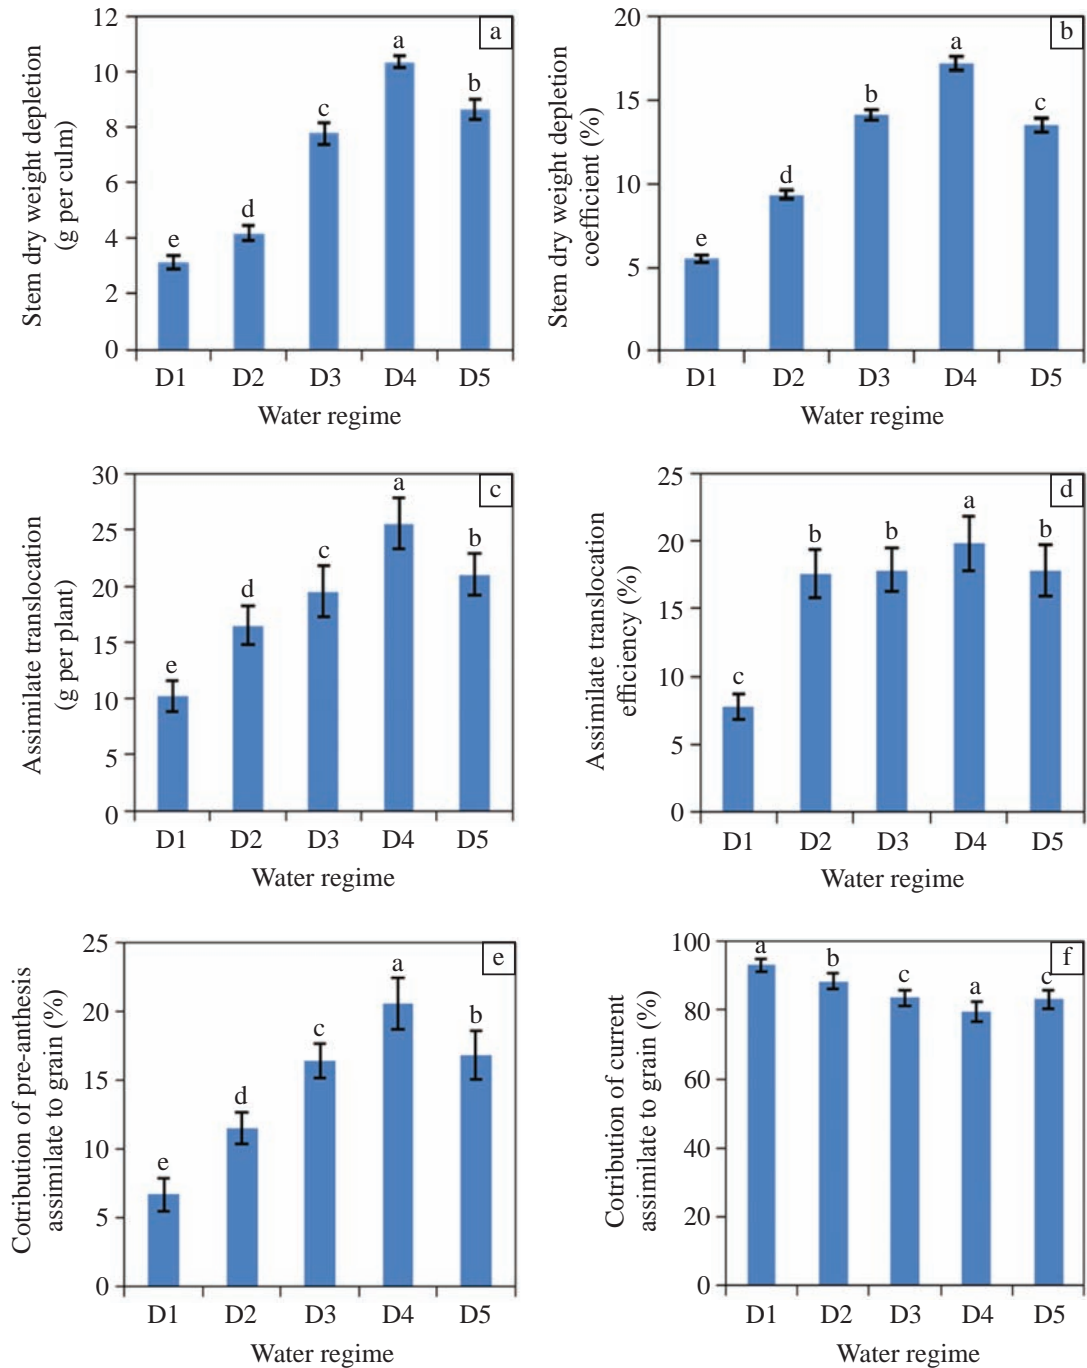 12
10
8
6
4
2
0
Stem dry weight depletion
(g per culm)
a
e
d
c
a
b
D1 D2 D3 D4 D5
Water regime
20
15
10
5
0
Stem dry weight depletion
coefficient (%)
b
e
d
b
a
c
D1 D2 D3 D4 D5
Water regime
30
25
20
15
10
5
0
Assimilate translocation
(g per plant)
c
e
d
c
a
b
D1 D2 D3 D4 D5
Water regime
25
20
15
10
5
0
Assimilate translocation
efficiency (%)
d
c
b
b
a
b
D1 D2 D3 D4 D5
Water regime
25
20
15
10
5
0
Cotribution of pre-anthesis
assimilate to grain (%)
e
e
d
c
a
b
D1 D2 D3 D4 D5
Water regime
100
80
60
40
20
0
Cotribution of current
assimilate to grain (%)
f
a
b
c
a
c
D1 D2 D3 D4 D5
Water regime